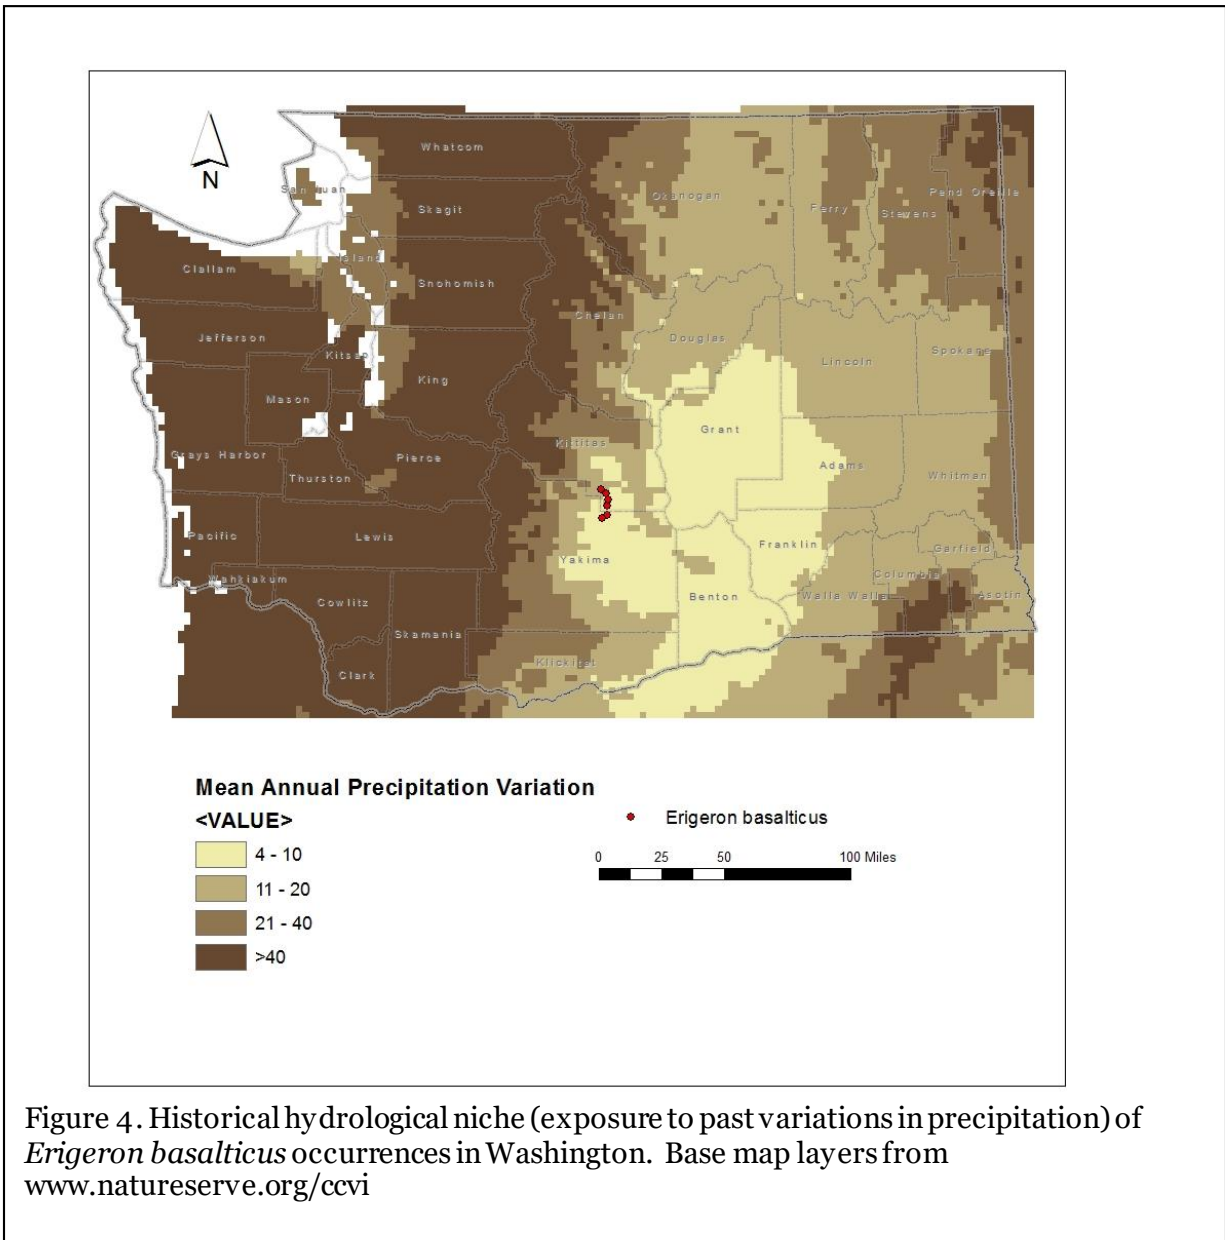 N
Whatcom
San Juan
Okanogan
Ferry
Stevens
Pend Oreille
Skagit
Island
Clallam
Snohomish
Chelan
Jefferson
Kitsap
Douglas
Lincoln
Spokane
King
Mason
Grant
Kittitas
Grays Harbor
Pierce
Adams
Thurston
Whitman
Pacific
Lewis
Yakima
Franklin
Garfield
Wahkiakum
Columbia
Benton
Walla Walla
Asotin
Cowlitz
Skamania
Klickitat
Clark
Mean Annual Precipitation Variation
<VALUE>
4 - 10
11 - 20
21 - 40
>40
Erigeron basalticus
0 25 50 100 Miles
Figure 4. Historical hydrological niche (exposure to past variations in precipitation) of
Erigeron basalticus occurrences in Washington. Base map layers from
www.natureserve.org/ccvi